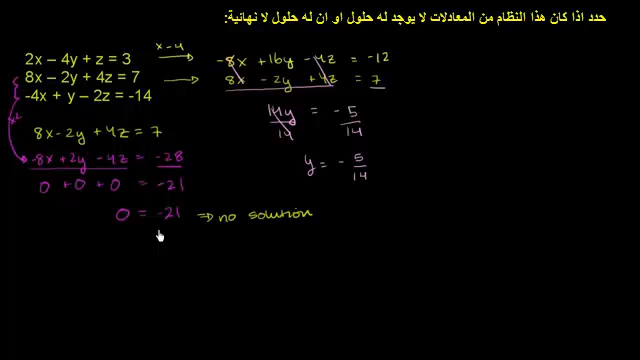 حدد اذا كان هذا النظام من المعادلات لا يوجد له حلول او ان له حلول لا نهائية:
2x – 4y + z = 3
x -4
-8x +16y -4z = -12
8x – 2y + 4z = 7
8x -2y +4z = 7
-4x + y – 2z = -14
x2
14y/14 = -5/14
8x-2y+4z = 7
-8x+2y-4z = -28
y = -5/14
0 +0 +0 = -21
0 = -21 ⇒ no solution